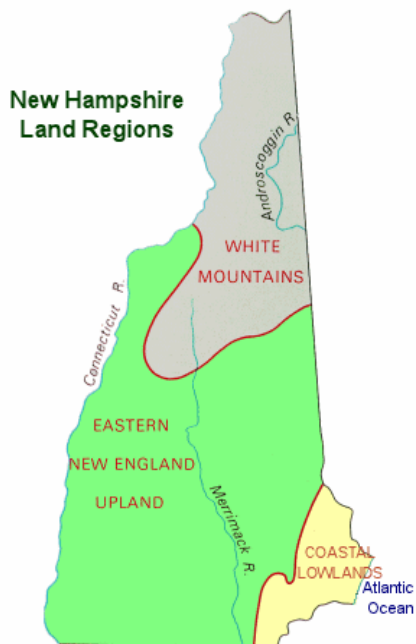 New Hampshire
Land Regions
Androscoggin R.
WHITE
MOUNTAINS
Connecticut R.
EASTERN
NEW ENGLAND
UPLAND
Merrimack R.
COASTAL
LOWLANDS
Atlantic
Ocean